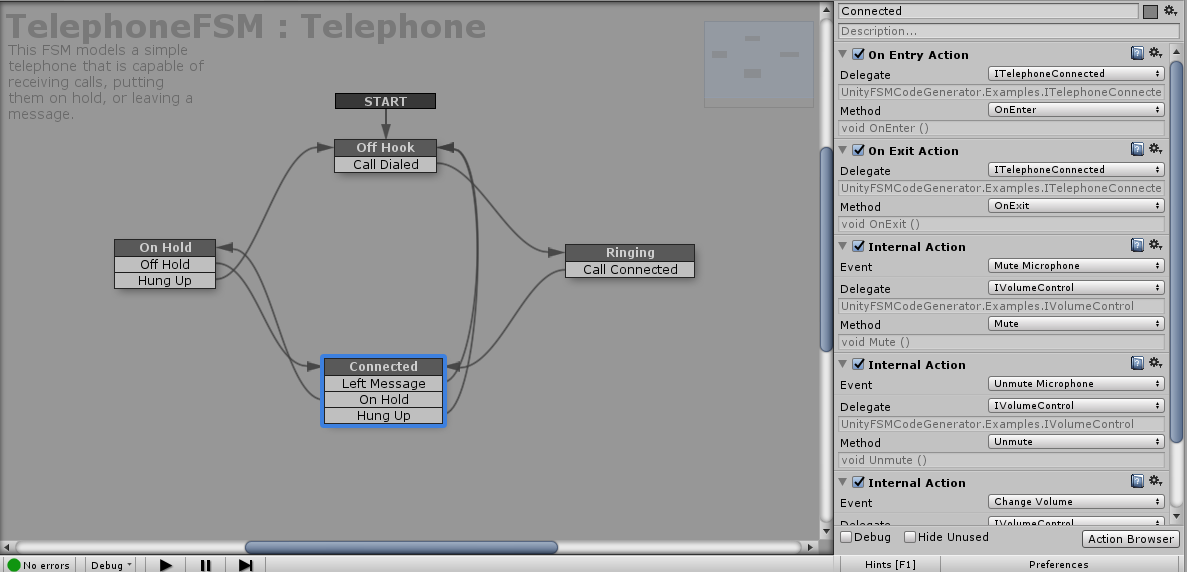 TelephoneFSM : Telephone
This FSM models a simple
telephone that is capable of
receiving calls, putting
them on hold, or leaving a
message.
START
Off Hook
Call Dialed
On Hold
Off Hold
Hung Up
Ringing
Call Connected
Connected
Left Message
On Hold
Hung Up
No errors
Debug
Connected
Description...
On Entry Action
Delegate ITelephoneConnected
UnityFSMCodeGenerator.Examples.ITelephoneConnecte
Method OnEnter
void OnEnter ()
On Exit Action
Delegate ITelephoneConnected
UnityFSMCodeGenerator.Examples.ITelephoneConnecte
Method OnExit
void OnExit ()
Internal Action
Event Mute Microphone
Delegate IVolumeControl
UnityFSMCodeGenerator.Examples.IVolumeControl
Method Mute
void Mute ()
Internal Action
Event Unmute Microphone
Delegate IVolumeControl
UnityFSMCodeGenerator.Examples.IVolumeControl
Method Unmute
void Unmute ()
Internal Action
Event Change Volume
Delegate IVolumeControl
Debug Hide Unused Action Browser
Hints [F1] Preferences